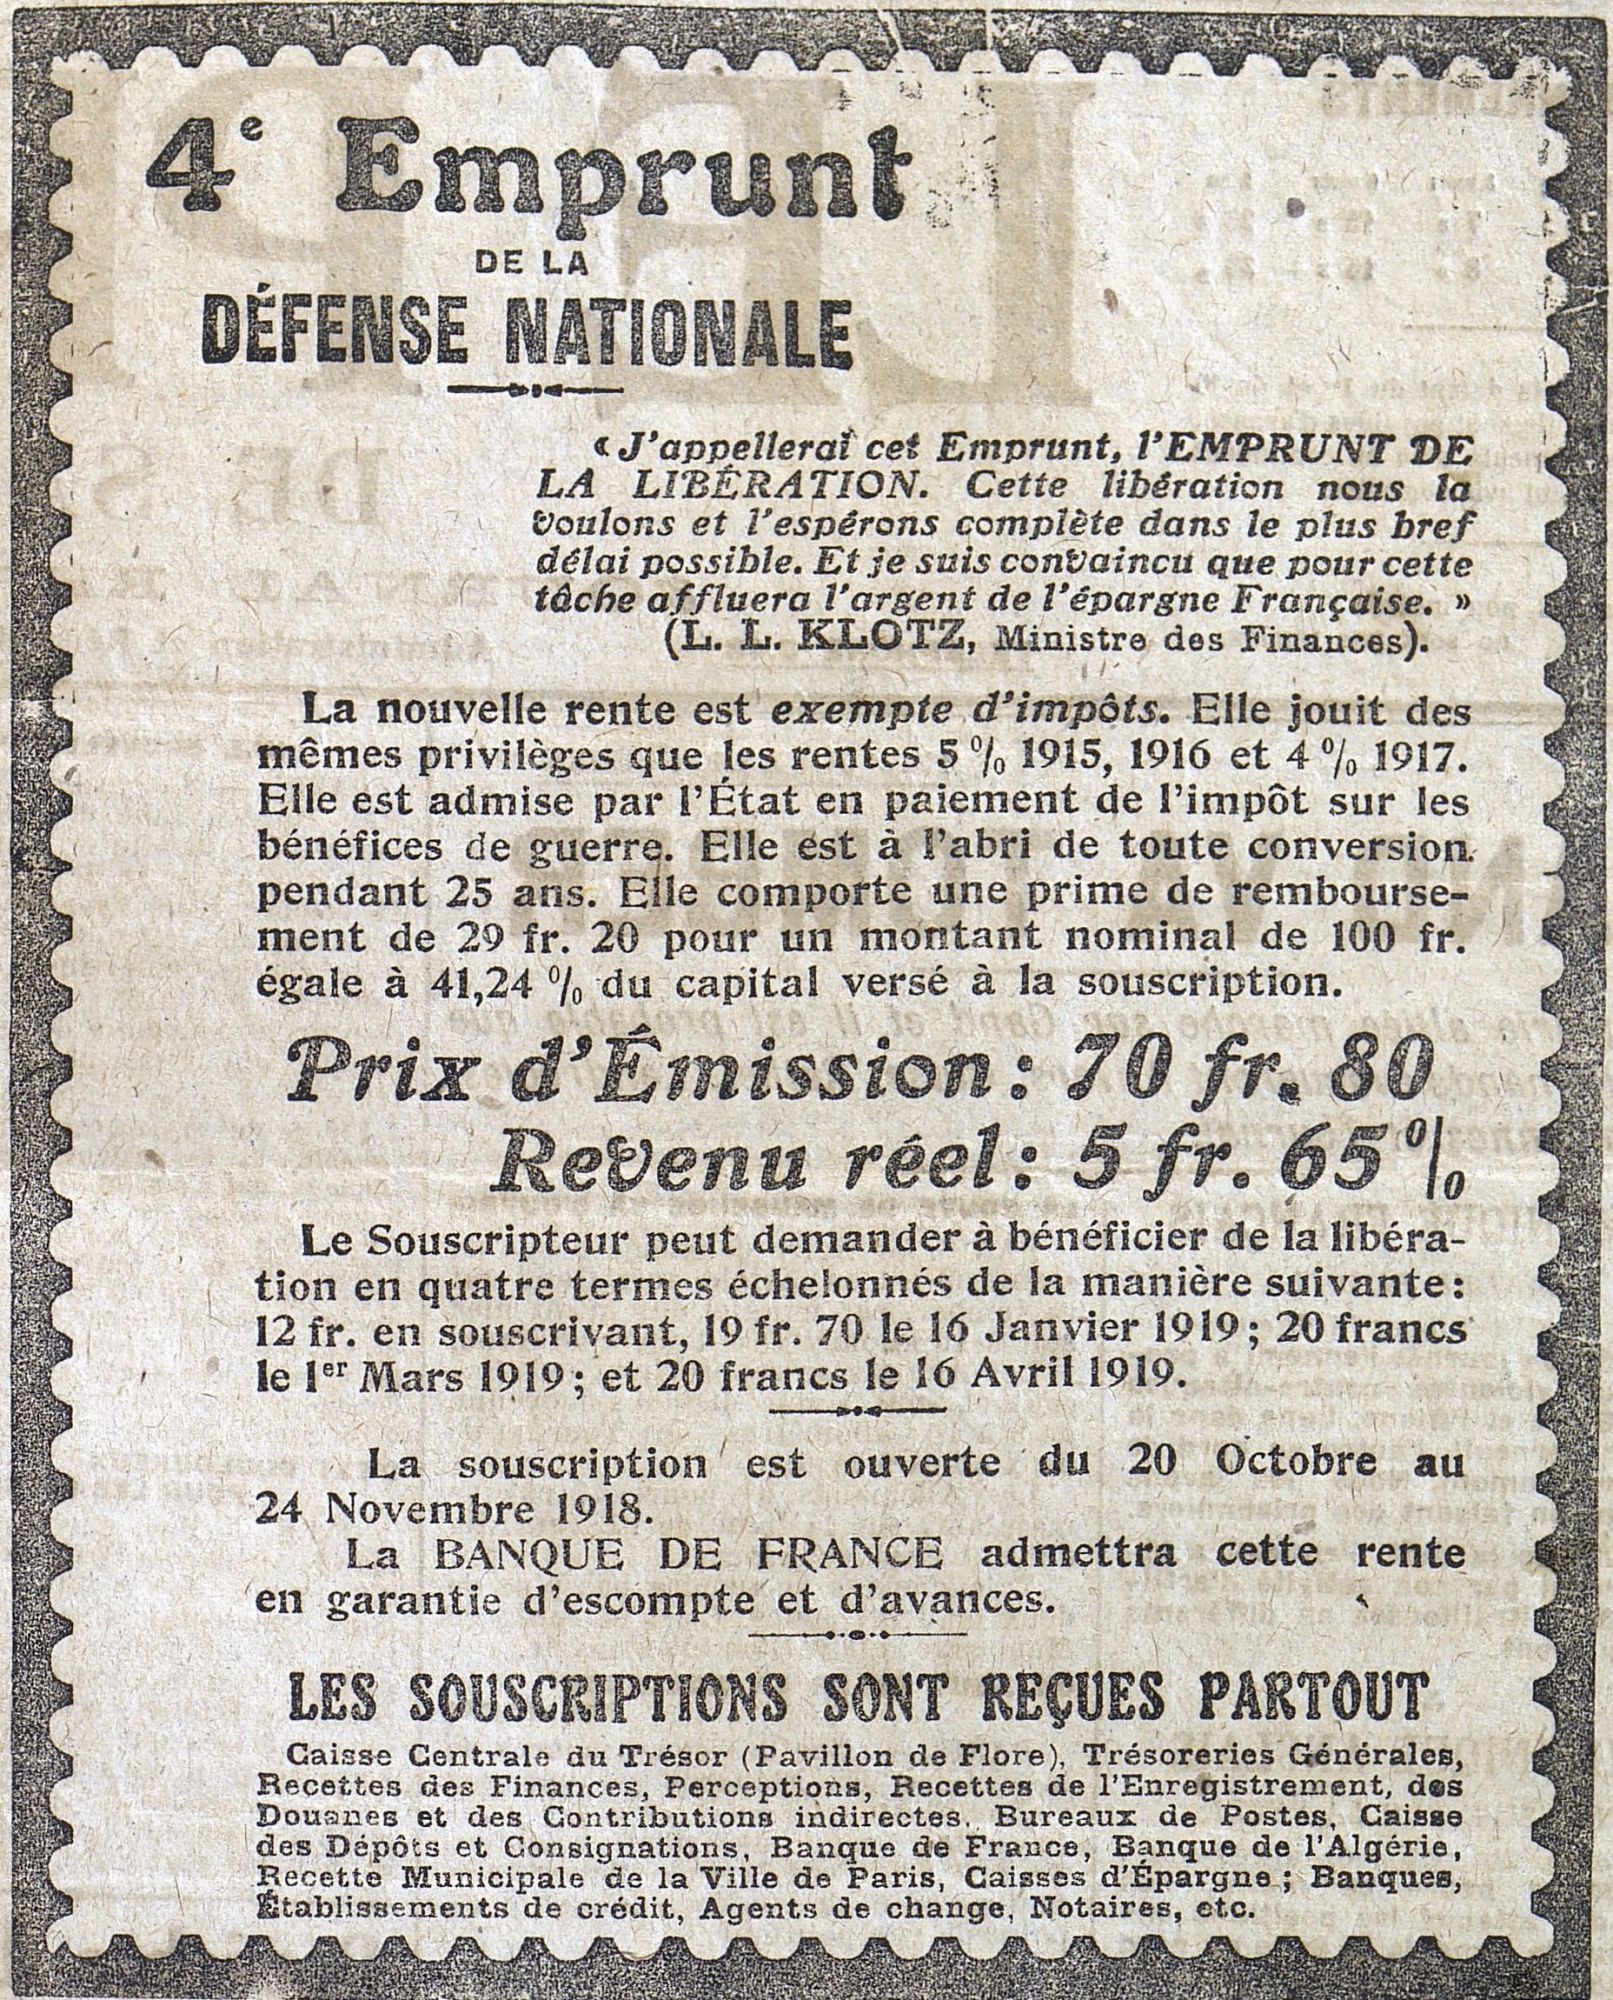 4e Emprunt
DE LA
DÉFENSE NATIONALE
« J'appellerai cet Emprunt, l'EMPRUNT DE
LA LIBÉRATION. Cette libération nous la
voulons et l'espérons complète dans le plus bref
délai possible. Et je suis convaincu que pour cette
tâche affluera l'argent de l'épargne Française. »
(L. L. KLOTZ, Ministre des Finances).
La nouvelle rente est exempte d'impôts. Elle jouit des
mêmes privilèges que les rentes 5 % 1915, 1916 et 4 % 1917.
Elle est admise par l'État en paiement de l'impôt sur les
bénéfices de guerre. Elle est à l'abri de toute conversion
pendant 25 ans. Elle comporte une prime de rembourse-
ment de 29 fr. 20 pour un montant nominal de 100 fr.
égale à 41,24 % du capital versé à la souscription.
Prix d'Émission : 70 fr. 80
Revenu réel : 5 fr. 65 %
Le Souscripteur peut demander à bénéficier de la libéra-
tion en quatre termes échelonnés de la manière suivante :
12 fr. en souscrivant, 19 fr. 70 le 16 Janvier 1919 ; 20 francs
le 1er Mars 1919 ; et 20 francs le 16 Avril 1919.
La souscription est ouverte du 20 Octobre au
24 Novembre 1918.
La BANQUE DE FRANCE admettra cette rente
en garantie d'escompte et d'avances.
LES SOUSCRIPTIONS SONT REÇUES PARTOUT
Caisse Centrale du Trésor (Pavillon de Flore), Trésoreries Générales,
Recettes des Finances, Perceptions, Recettes de l'Enregistrement, des
Douanes et des Contributions indirectes, Bureaux de Postes, Caisse
des Dépôts et Consignations, Banque de France, Banque de l'Algérie,
Recette Municipale de la Ville de Paris, Caisses d'Épargne ; Banques,
Établissements de crédit, Agents de change, Notaires, etc.